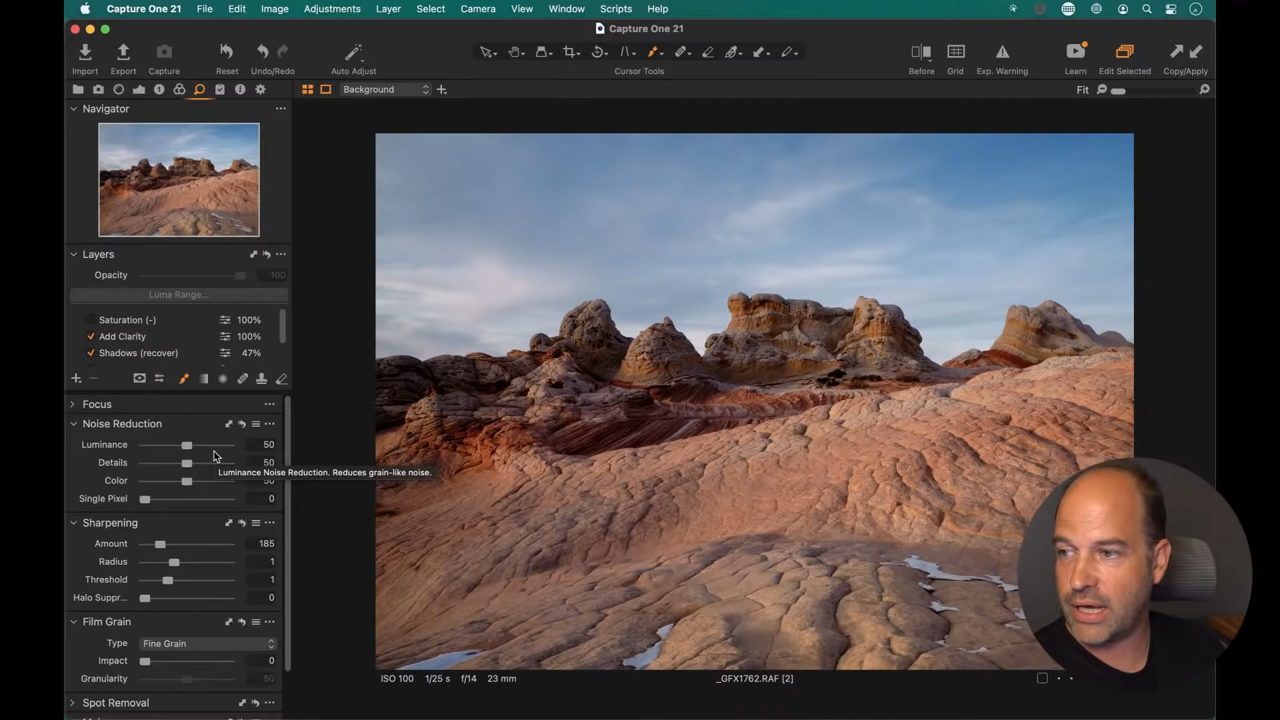 Capture One 21 File Edit Image Adjustments Layer Select Camera View Window Scripts Help
Capture One 21
Import Export Capture Reset Undo/Redo Auto Adjust Cursor Tools Before Grid Exp. Warning Learn Edit Selected Copy/Apply
Background Fit
Navigator
Layers
Opacity 100
Luma Range...
Saturation (-) 100%
Add Clarity 100%
Shadows (recover) 47%
Focus
Noise Reduction
Luminance 50
Details 50
Luminance Noise Reduction. Reduces grain-like noise.
Color 50
Single Pixel 0
Sharpening
Amount 185
Radius 1
Threshold 1
Halo Suppr... 0
Film Grain
Type Fine Grain
Impact 0
Granularity 50
ISO 100 1/25 s f/14 23 mm _GFX1762.RAF [2]
Spot Removal